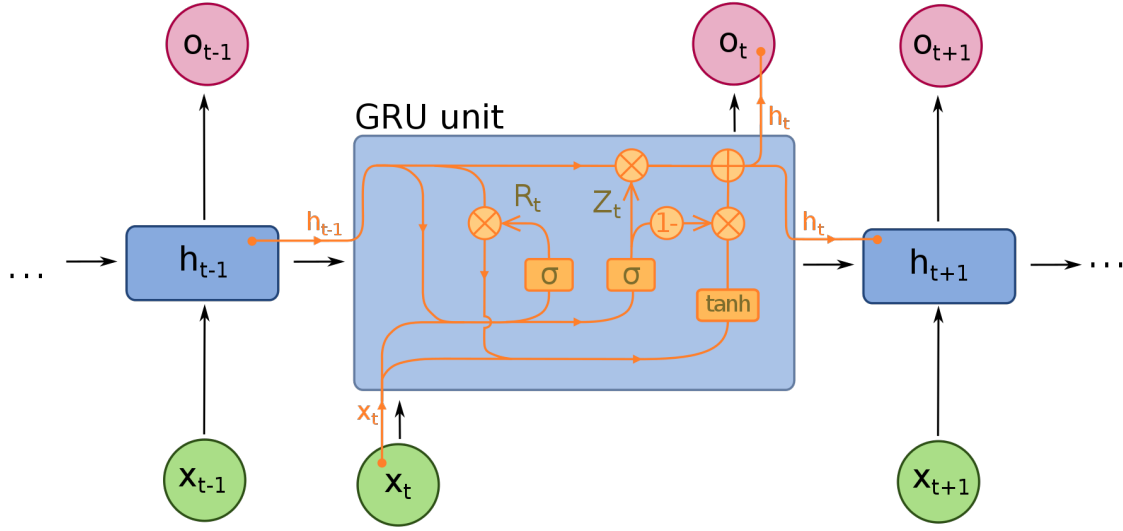 o_t-1
o_t
o_t+1
GRU unit
h_t
R_t
Z_t
h_t-1
1-
h_t
h_t-1
σ
σ
h_t+1
...
...
tanh
x_t
x_t-1
x_t
x_t+1